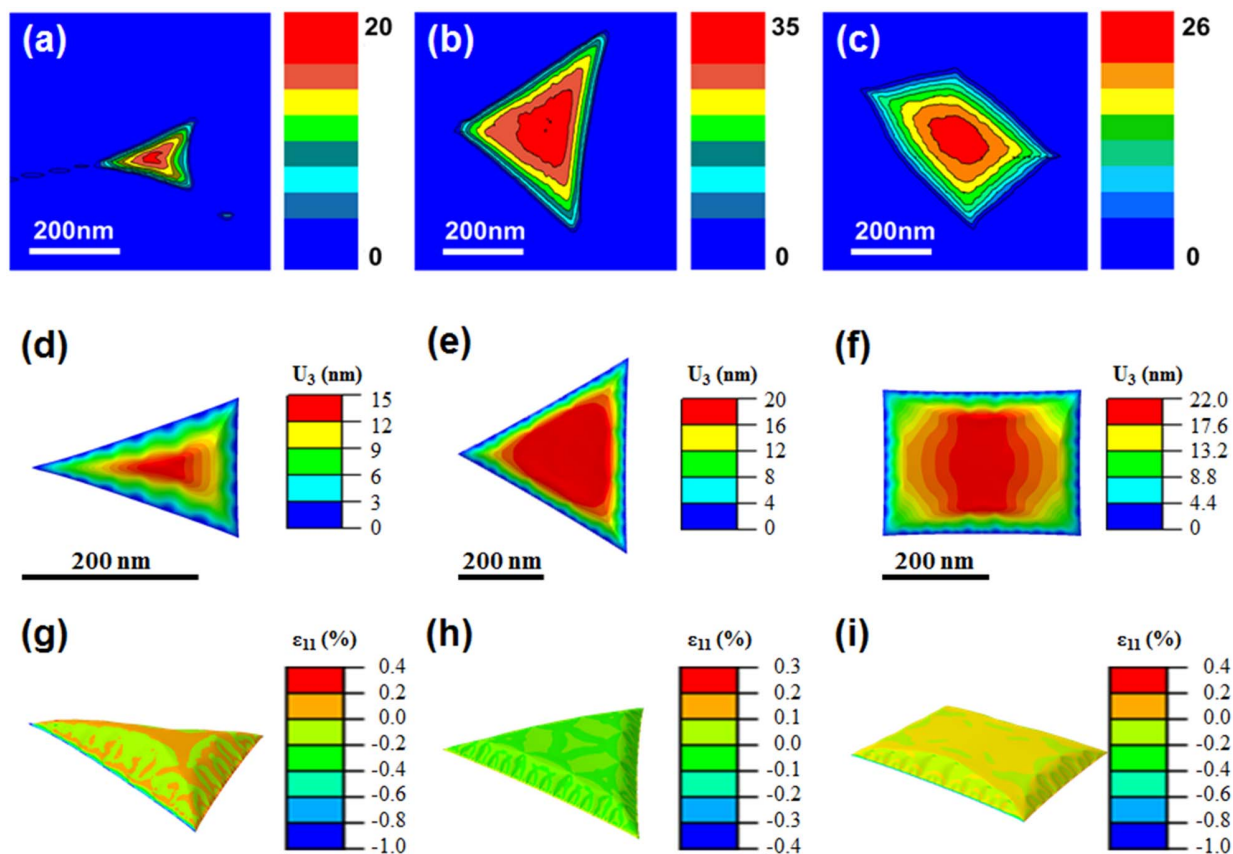 (a)
20
0
200nm
(b)
35
0
200nm
(c)
26
0
200nm
(d)
U3 (nm)
15
12
9
6
3
0
200 nm
(e)
U3 (nm)
20
16
12
8
4
0
200 nm
(f)
U3 (nm)
22.0
17.6
13.2
8.8
4.4
0
200 nm
(g)
ε11 (%)
0.4
0.2
0.0
-0.2
-0.4
-0.6
-0.8
-1.0
(h)
ε11 (%)
0.3
0.2
0.1
0.0
-0.1
-0.2
-0.3
-0.4
(i)
ε11 (%)
0.4
0.2
0.0
-0.2
-0.4
-0.6
-0.8
-1.0